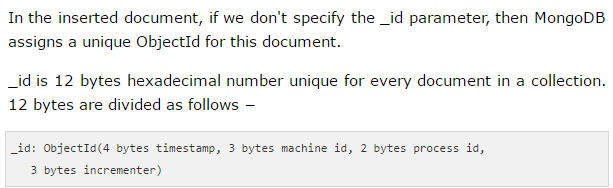 In the inserted document, if we don't specify the _id parameter, then MongoDB
assigns a unique ObjectId for this document.
_id is 12 bytes hexadecimal number unique for every document in a collection.
12 bytes are divided as follows −
_id: ObjectId(4 bytes timestamp, 3 bytes machine id, 2 bytes process id,
3 bytes incrementer)